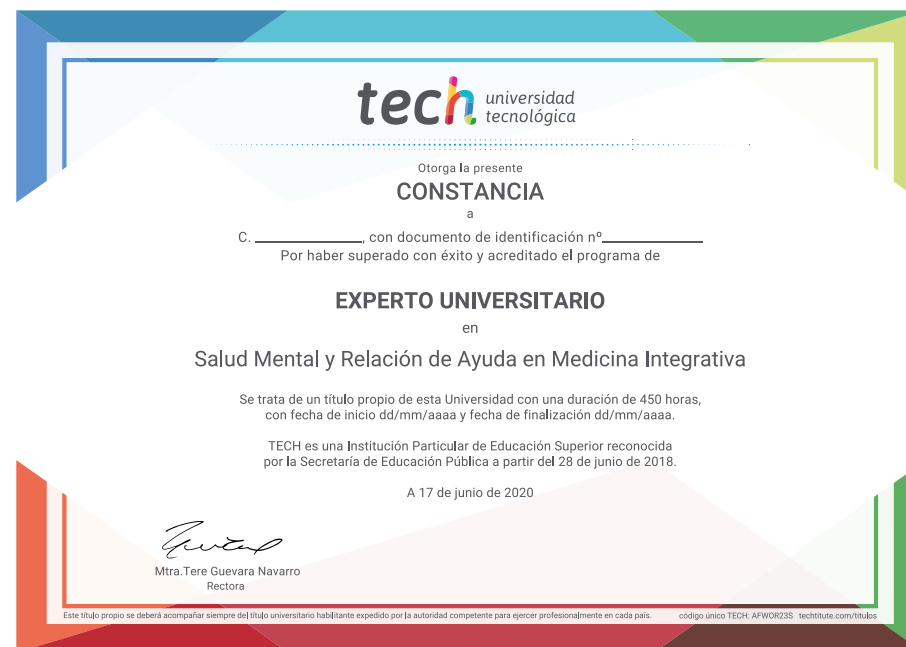 tech universidad
tecnológica
Otorga la presente
CONSTANCIA
a
C. ____________, con documento de identificación nº____________
Por haber superado con éxito y acreditado el programa de
EXPERTO UNIVERSITARIO
en
Salud Mental y Relación de Ayuda en Medicina Integrativa
Se trata de un título propio de esta Universidad con una duración de 450 horas,
con fecha de inicio dd/mm/aaaa y fecha de finalización dd/mm/aaaa.
TECH es una Institución Particular de Educación Superior reconocida
por la Secretaría de Educación Pública a partir del 28 de junio de 2018.
A 17 de junio de 2020
Mtra.Tere Guevara Navarro
Rectora
Este título propio se deberá acompañar siempre del título universitario habilitante expedido por la autoridad competente para ejercer profesionalmente en cada país. código único TECH: AFWOR23S techtitute.com/titulos